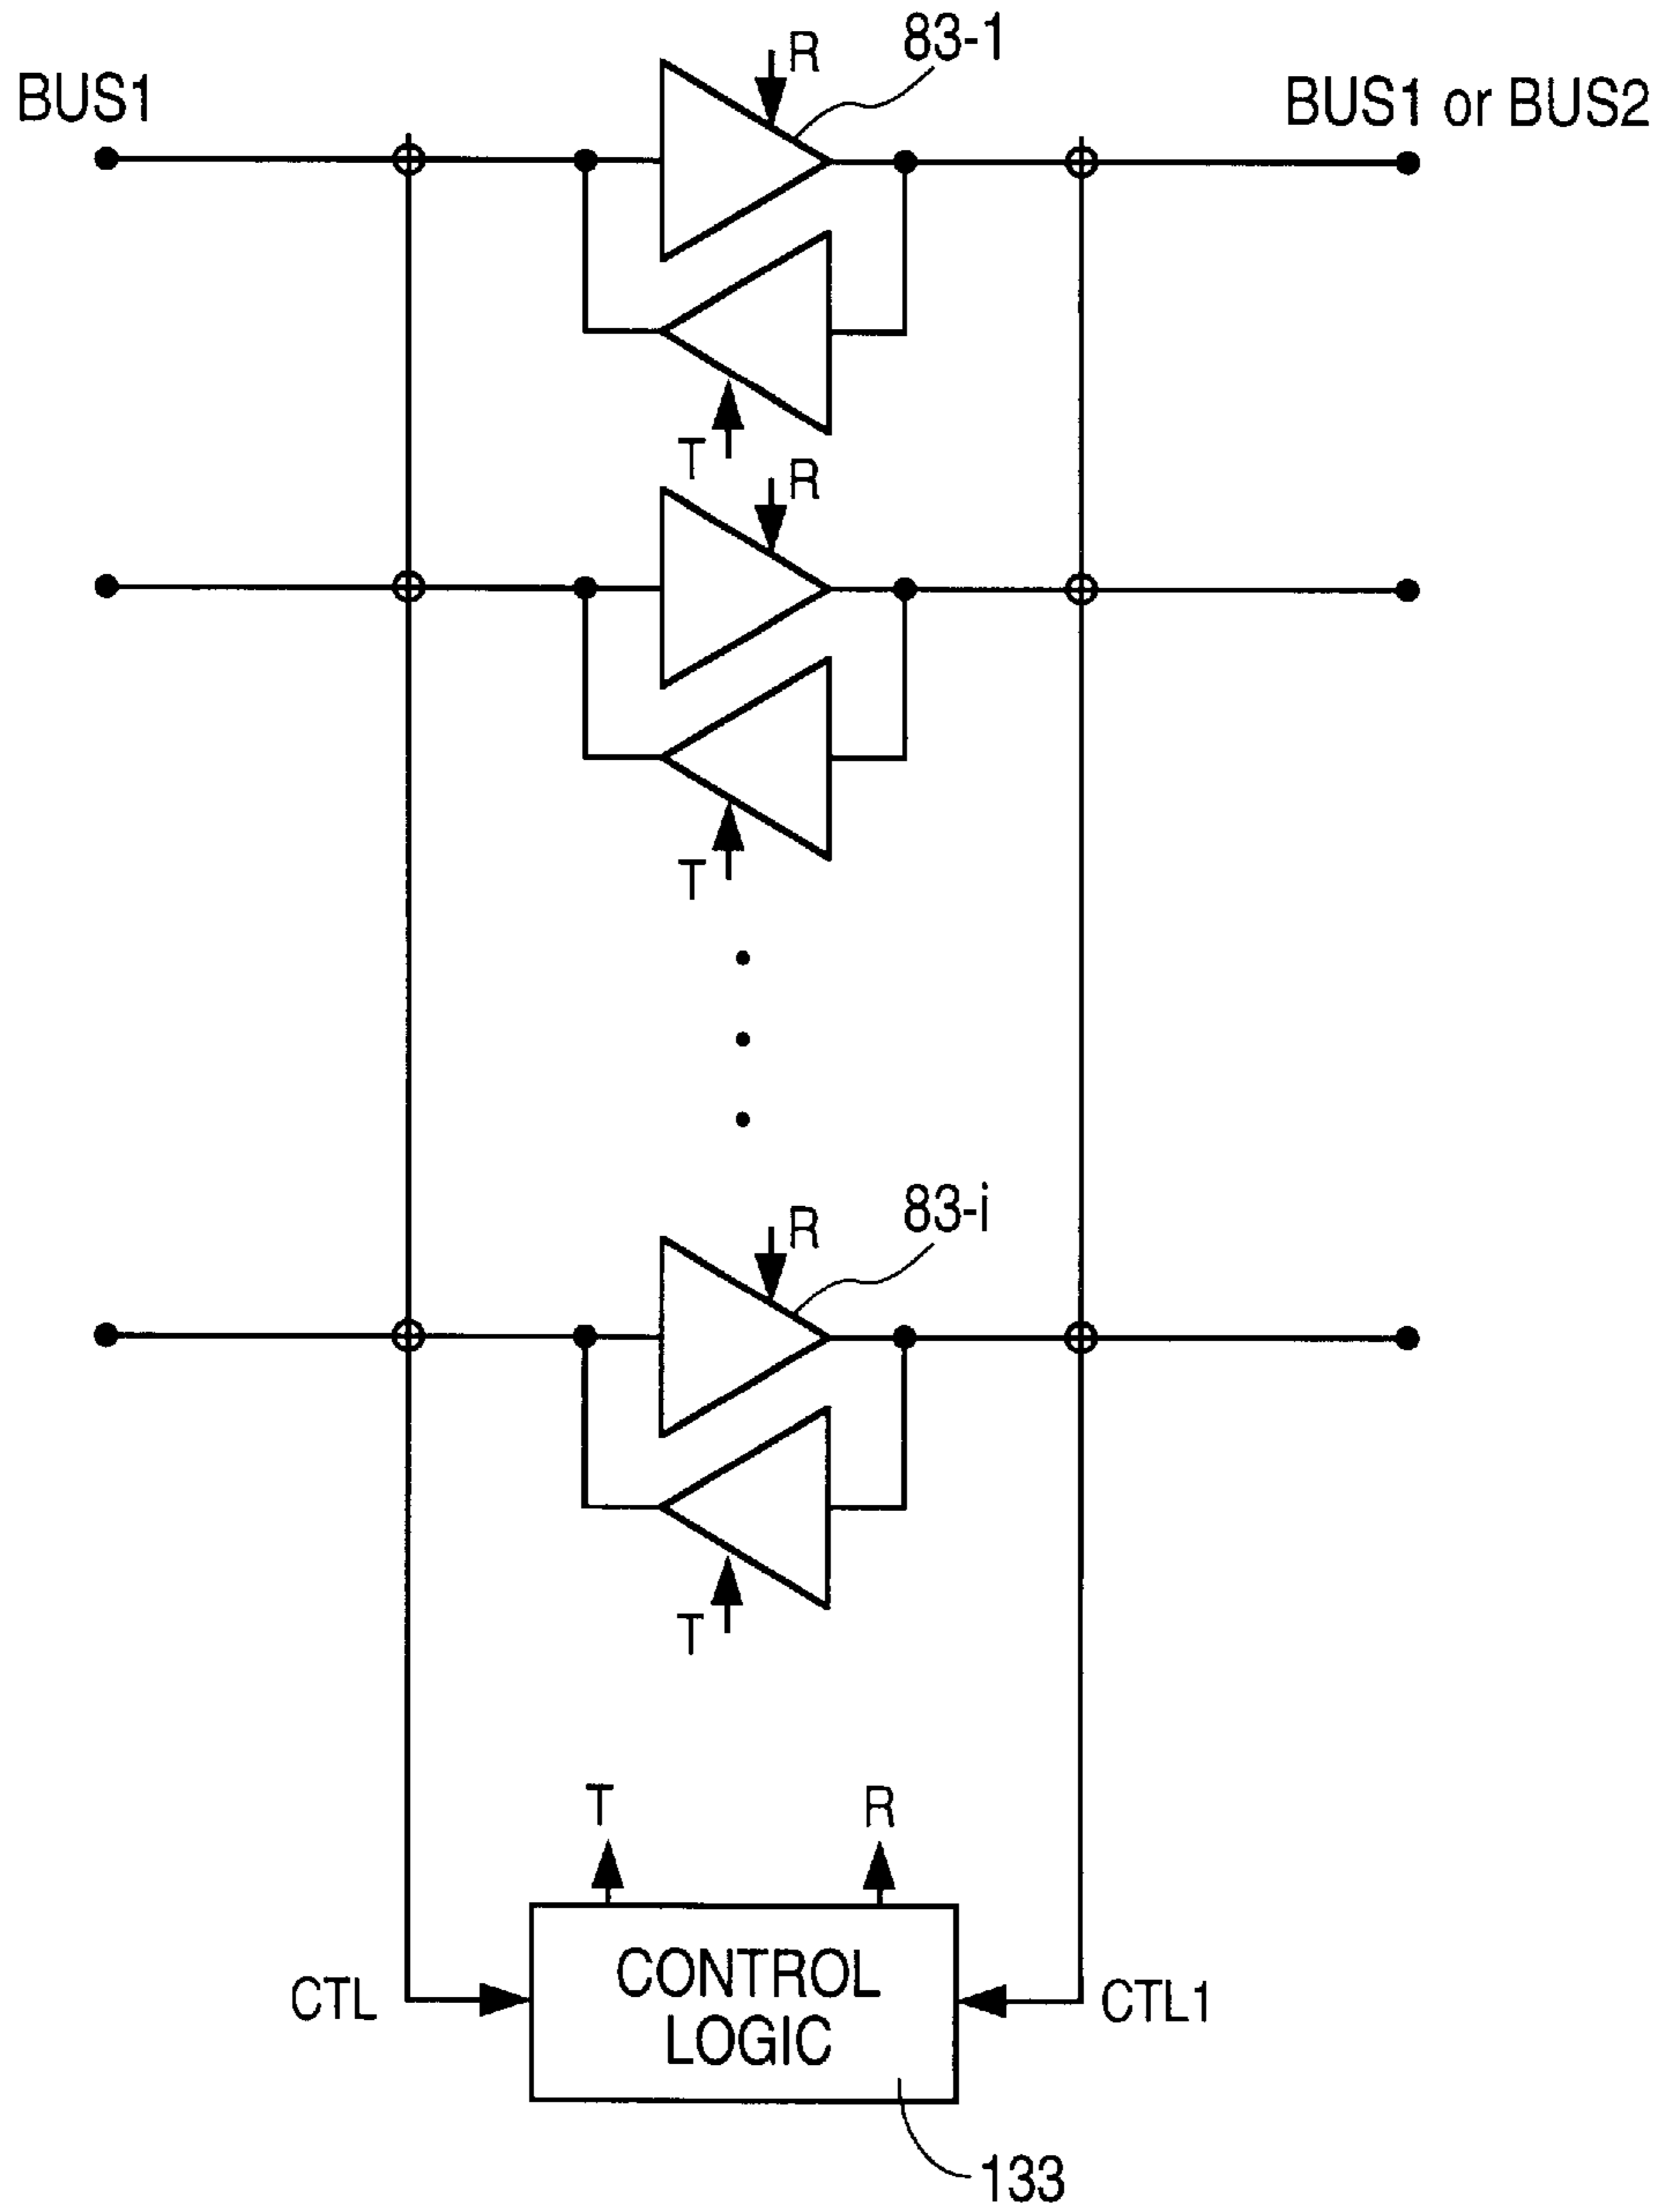 83-1
R
BUS1
BUS1 or BUS2
T
R
T
83-i
R
T
T
R
CTL
CONTROL
LOGIC
CTL1
133